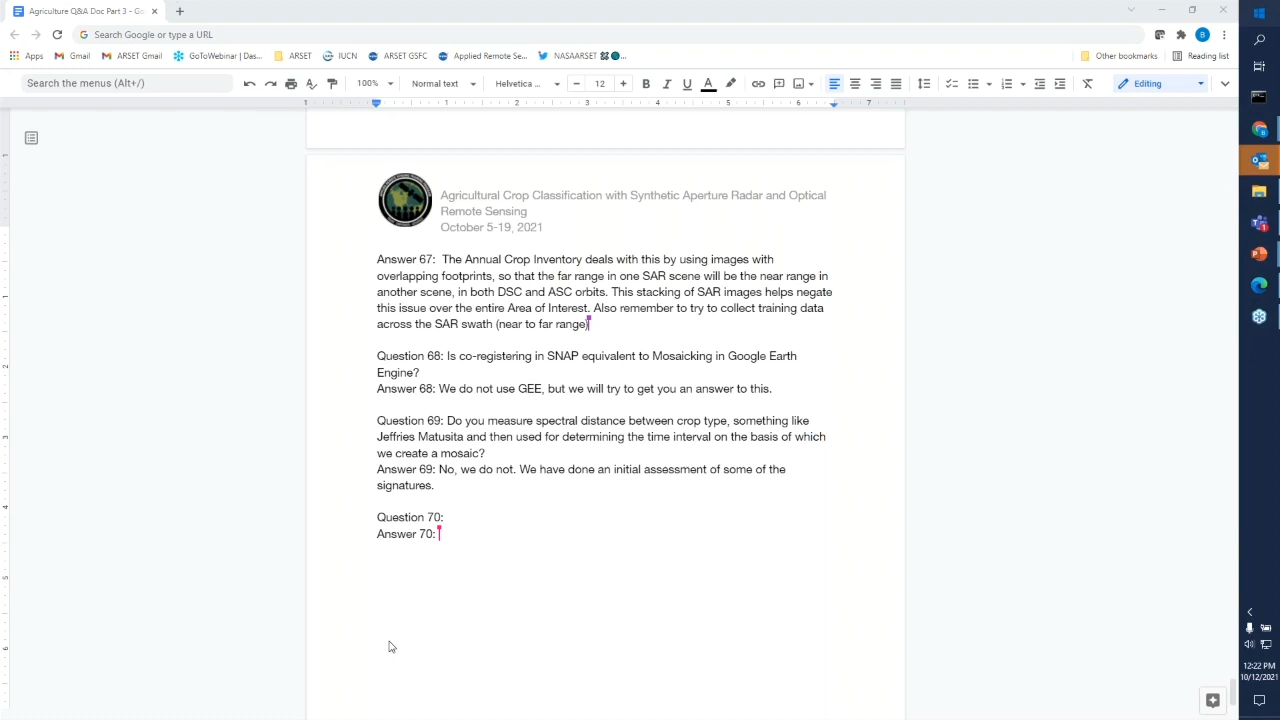 Agriculture Q&A Doc Part 3 - Go
Search Google or type a URL
Apps
Gmail
ARSET Gmail
GoToWebinar | Das...
ARSET
IUCN
ARSET GSFC
Applied Remote Se...
NASAARSET
Other bookmarks
Reading list
Search the menus (Alt+/)
100%
Normal text
Helvetica ...
12
Editing
1 1 2 3 4 5 6 7
Agricultural Crop Classification with Synthetic Aperture Radar and Optical
Remote Sensing
October 5-19, 2021
Answer 67: The Annual Crop Inventory deals with this by using images with
overlapping footprints, so that the far range in one SAR scene will be the near range in
another scene, in both DSC and ASC orbits. This stacking of SAR images helps negate
this issue over the entire Area of Interest. Also remember to try to collect training data
across the SAR swath (near to far range)
Question 68: Is co-registering in SNAP equivalent to Mosaicking in Google Earth
Engine?
Answer 68: We do not use GEE, but we will try to get you an answer to this.
Question 69: Do you measure spectral distance between crop type, something like
Jeffries Matusita and then used for determining the time interval on the basis of which
we create a mosaic?
Answer 69: No, we do not. We have done an initial assessment of some of the
signatures.
Question 70:
Answer 70:
12:22 PM
10/12/2021